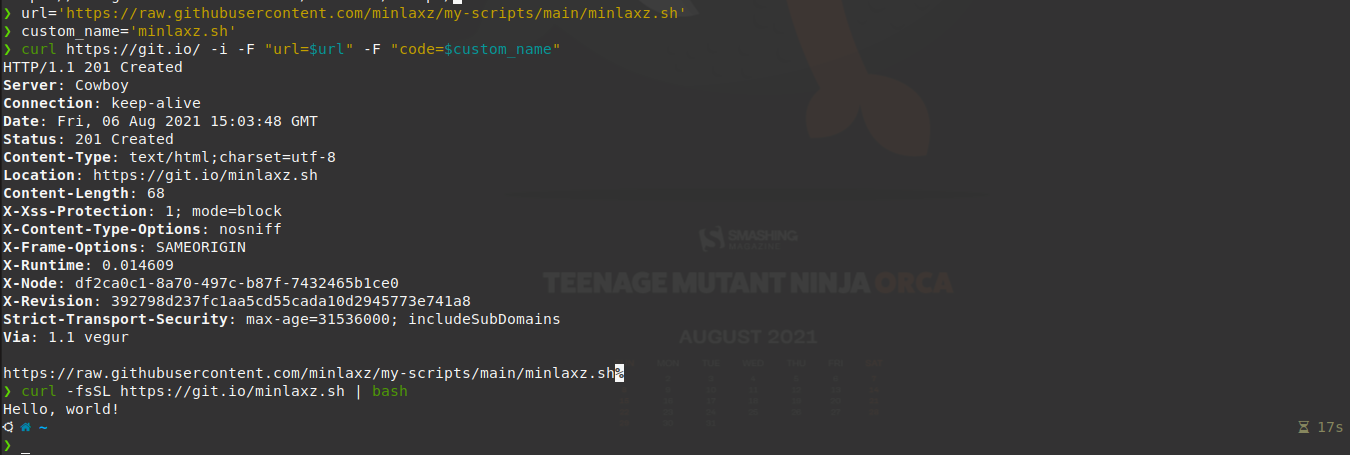 ❯ url='https://raw.githubusercontent.com/minlaxz/my-scripts/main/minlaxz.sh'
❯ custom_name='minlaxz.sh'
❯ curl https://git.io/ -i -F "url=$url" -F "code=$custom_name"
HTTP/1.1 201 Created
Server: Cowboy
Connection: keep-alive
Date: Fri, 06 Aug 2021 15:03:48 GMT
Status: 201 Created
Content-Type: text/html;charset=utf-8
Location: https://git.io/minlaxz.sh
Content-Length: 68
X-Xss-Protection: 1; mode=block
X-Content-Type-Options: nosniff
X-Frame-Options: SAMEORIGIN
X-Runtime: 0.014609
X-Node: df2ca0c1-8a70-497c-b87f-7432465b1ce0
X-Revision: 392798d237fc1aa5cd55cada10d2945773e741a8
Strict-Transport-Security: max-age=31536000; includeSubDomains
Via: 1.1 vegur
https://raw.githubusercontent.com/minlaxz/my-scripts/main/minlaxz.sh%
❯ curl -fsSL https://git.io/minlaxz.sh | bash
Hello, world!
~ 17s
❯
SMASHING
MAGAZINE
TEENAGE MUTANT NINJA ORCA
AUGUST 2021
MON TUE WED THU FRI